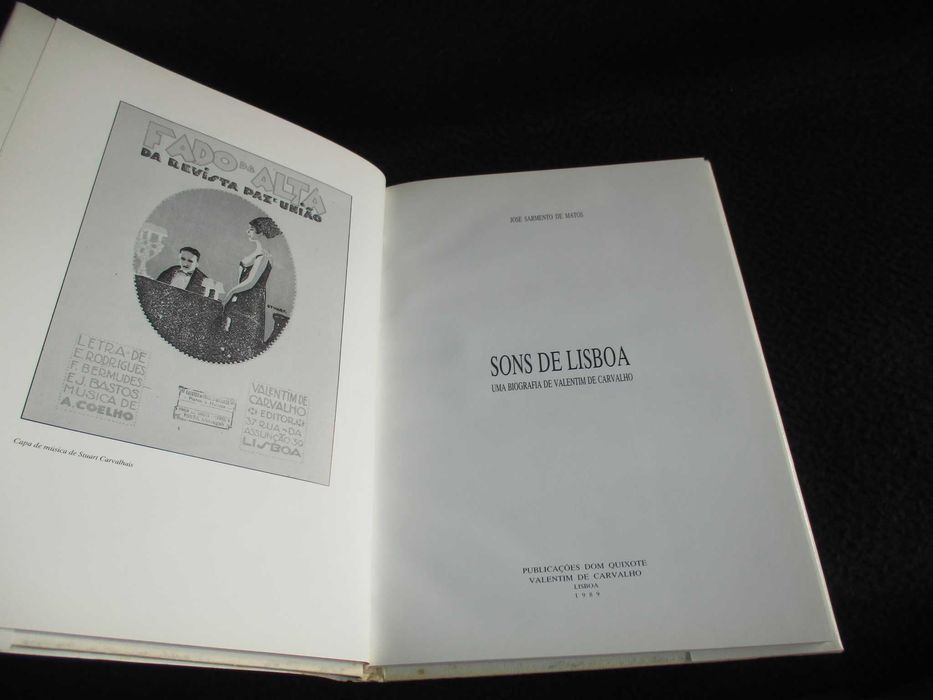 FADO DA ALTA
DA REVISTA PAZ E UNIÃO
STUART
LETRA DE
E. RODRIGUES
F. BERMUDES
E J. BASTOS
MUSICA DE
A. COELHO
VALENTIM DE
CARVALHO
EDITOR
37 RUA DA
ASSUNÇÃO 39
LISBOA
Capa de música de Stuart Carvalhais
JOSÉ SARMENTO DE MATOS
SONS DE LISBOA
UMA BIOGRAFIA DE VALENTIM DE CARVALHO
PUBLICAÇÕES DOM QUIXOTE
VALENTIM DE CARVALHO
LISBOA
1989